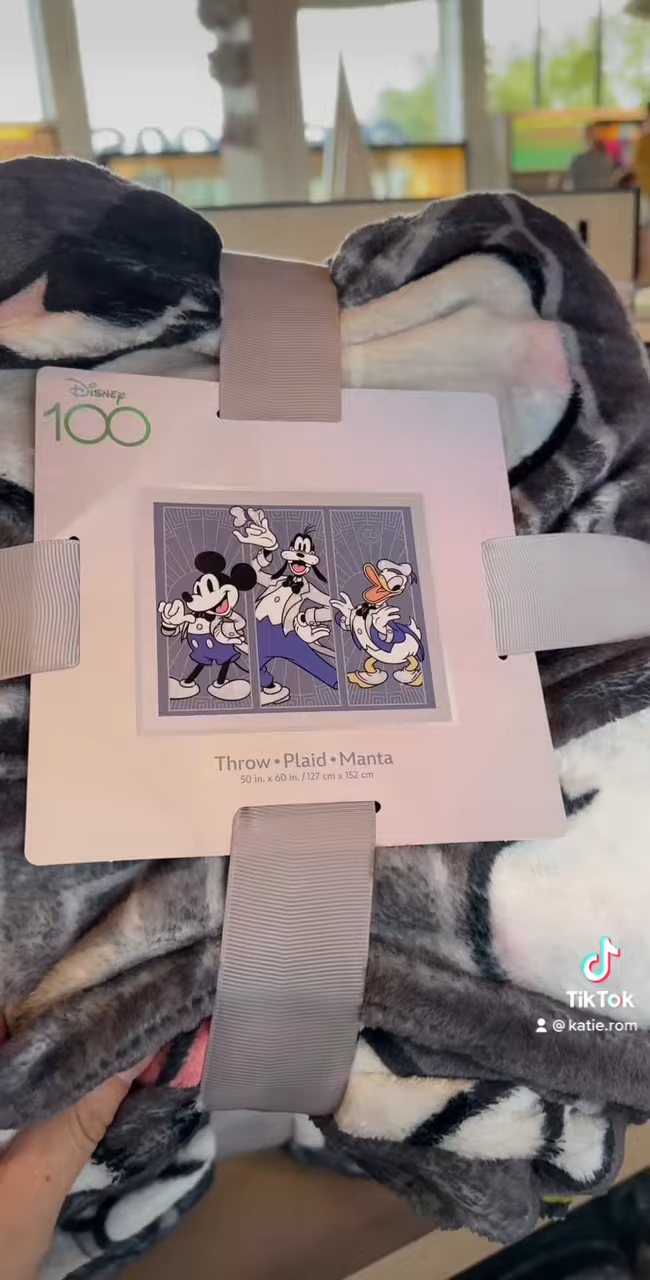 Disney
100
Throw • Plaid • Manta
50 in. x 60 in. / 127 cm x 152 cm
TikTok
@katie.rom